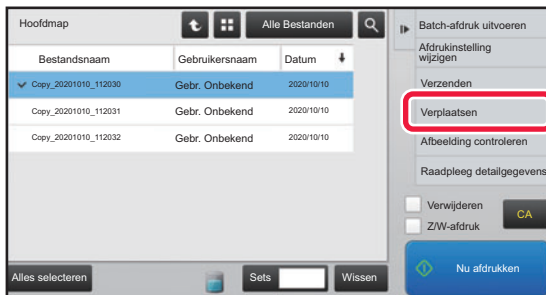 Hoofdmap
Alle Bestanden
Bestandsnaam
Gebruikersnaam
Datum
Copy_20201010_112030
Gebr. Onbekend
2020/10/10
Copy_20201010_112031
Gebr. Onbekend
2020/10/10
Copy_20201010_112032
Gebr. Onbekend
2020/10/10
Alles selecteren
Sets
Wissen
Batch-afdruk uitvoeren
Afdrukinstelling
wijzigen
Verzenden
Verplaatsen
Afbeelding controleren
Raadpleeg detailgegevens
Verwijderen
Z/W-afdruk
CA
Nu afdrukken